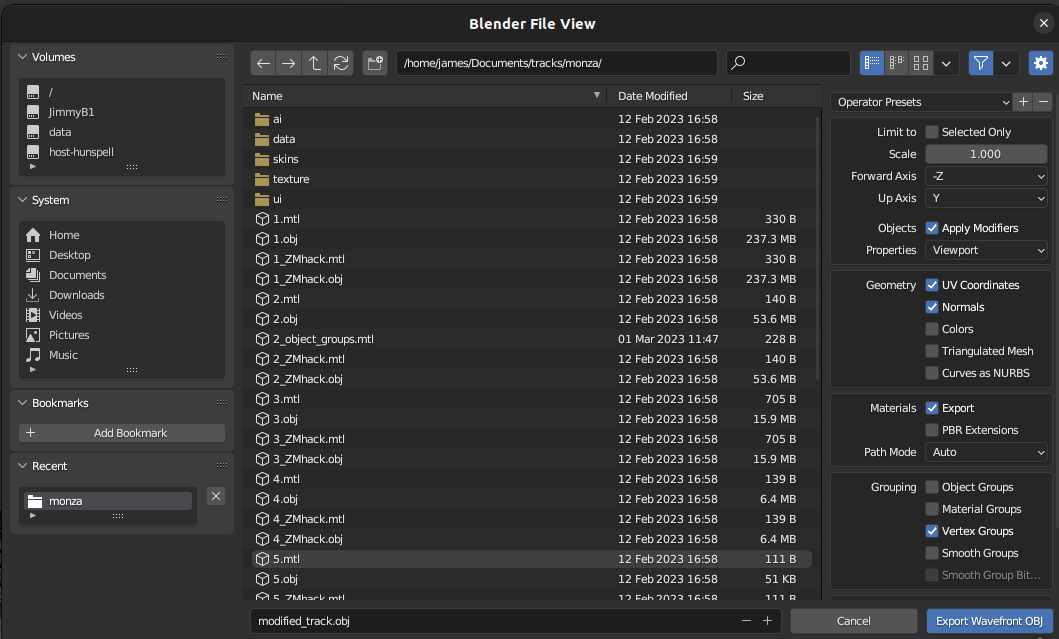 Blender File View
Volumes
/
JimmyB1
data
host-hunspell
System
Home
Desktop
Documents
Downloads
Videos
Pictures
Music
Bookmarks
Add Bookmark
Recent
monza
/home/james/Documents/tracks/monza/
Name Date Modified Size
ai 12 Feb 2023 16:58
data 12 Feb 2023 16:58
skins 12 Feb 2023 16:59
texture 12 Feb 2023 16:59
ui 12 Feb 2023 16:59
1.mtl 12 Feb 2023 16:58 330 B
1.obj 12 Feb 2023 16:58 237.3 MB
1_ZMhack.mtl 12 Feb 2023 16:58 330 B
1_ZMhack.obj 12 Feb 2023 16:58 237.3 MB
2.mtl 12 Feb 2023 16:58 140 B
2.obj 12 Feb 2023 16:58 53.6 MB
2_object_groups.mtl 01 Mar 2023 11:47 228 B
2_ZMhack.mtl 12 Feb 2023 16:58 140 B
2_ZMhack.obj 12 Feb 2023 16:58 53.6 MB
3.mtl 12 Feb 2023 16:58 705 B
3.obj 12 Feb 2023 16:58 15.9 MB
3_ZMhack.mtl 12 Feb 2023 16:58 705 B
3_ZMhack.obj 12 Feb 2023 16:58 15.9 MB
4.mtl 12 Feb 2023 16:58 139 B
4.obj 12 Feb 2023 16:58 6.4 MB
4_ZMhack.mtl 12 Feb 2023 16:58 139 B
4_ZMhack.obj 12 Feb 2023 16:58 6.4 MB
5.mtl 12 Feb 2023 16:58 111 B
5.obj 12 Feb 2023 16:58 51 KB
5_ZMhack.mtl 12 Feb 2023 16:58 111 B
modified_track.obj
Operator Presets
Limit to Selected Only
Scale 1.000
Forward Axis -Z
Up Axis Y
Objects Apply Modifiers
Properties Viewport
Geometry UV Coordinates
Normals
Colors
Triangulated Mesh
Curves as NURBS
Materials Export
PBR Extensions
Path Mode Auto
Grouping Object Groups
Material Groups
Vertex Groups
Smooth Groups
Smooth Group Bit...
Cancel
Export Wavefront OBJ